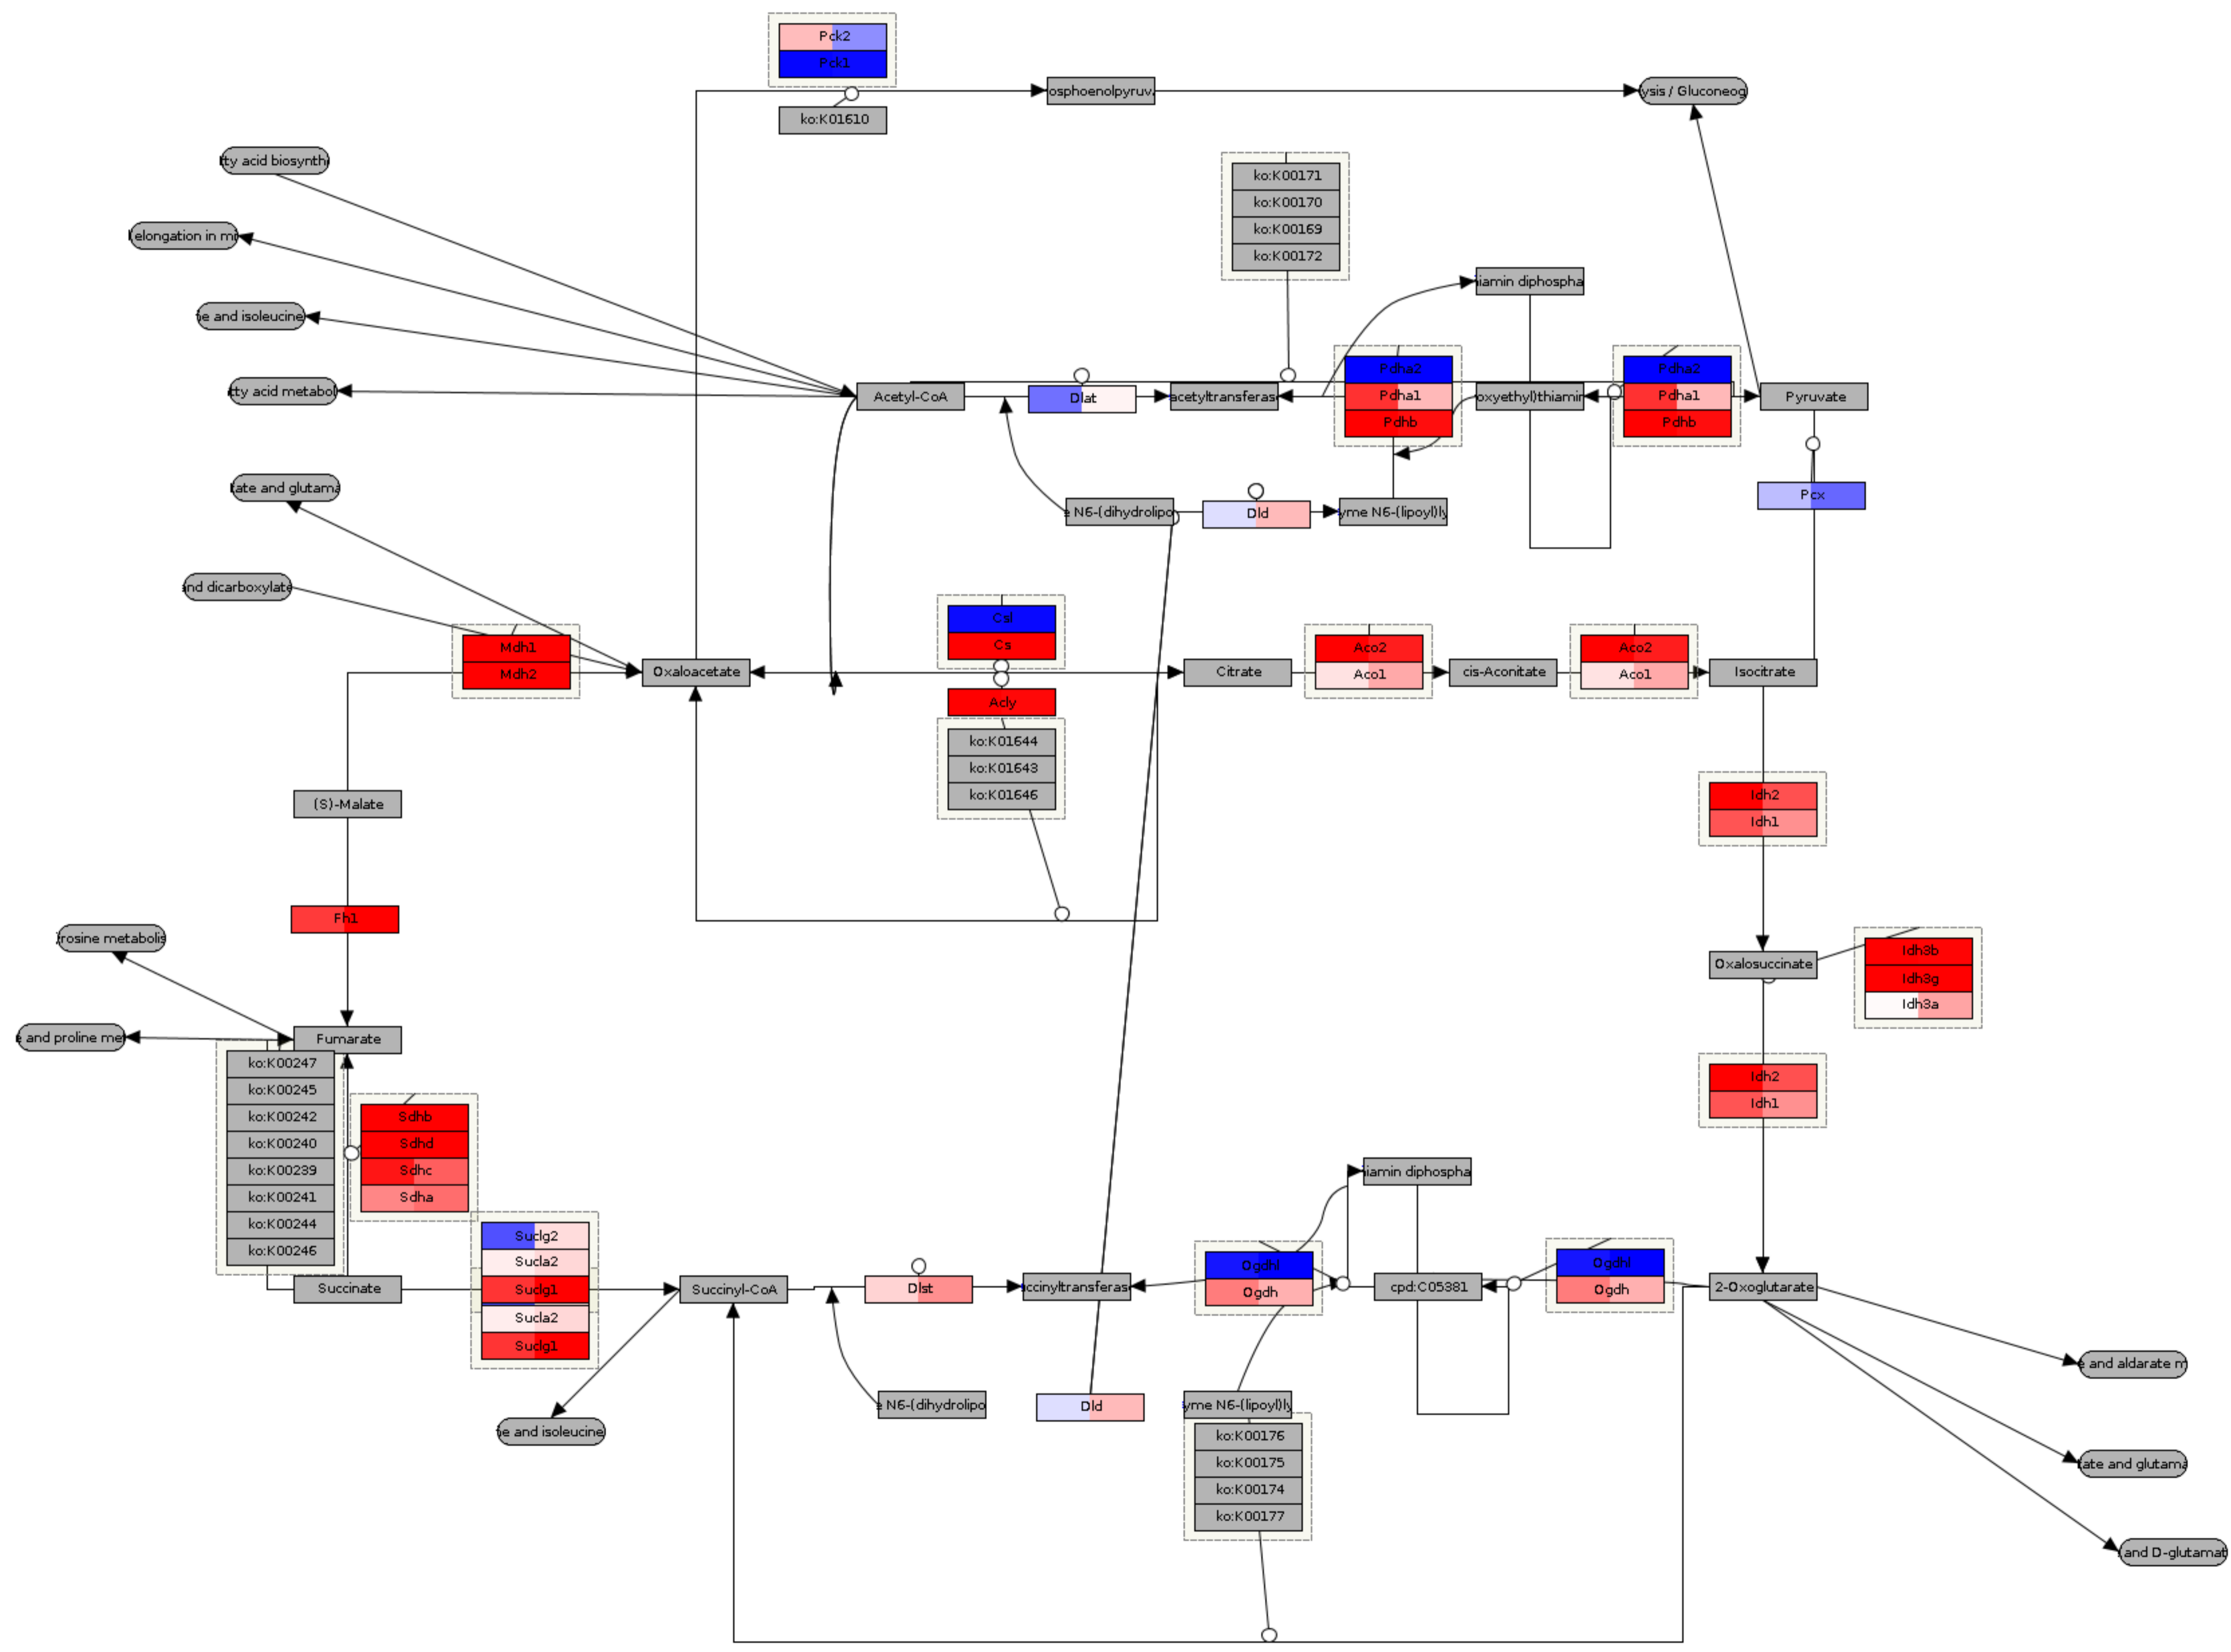 Pck2
Pck1
osphoenolpyruv
ysis / Gluconeog
ko:K01610
tty acid biosynth
ko:K00171
ko:K00170
ko:K00169
ko:K00172
elongation in mi
iamin diphospha
e and isoleucine
Pdha2
Pdha2
tty acid metabol
Acetyl-CoA
Dlat
acetyltransferas
Pdha1
oxyethyl)thiamin
Pdha1
Pyruvate
Pdhb
Pdhb
tate and glutama
Pcx
e N6-(dihydrolipo
Dld
yme N6-(lipoyl)ly
nd dicarboxylate
Csl
Cs
Mdh1
Mdh2
Oxaloacetate
Citrate
Aco2
Aco1
cis-Aconitate
Aco2
Aco1
Isocitrate
Acly
ko:K01644
ko:K01643
ko:K01646
(S)-Malate
Idh2
Idh1
Fh1
rosine metabolis
Oxalosuccinate
Idh3b
Idh3g
Idh3a
e and proline me
Fumarate
ko:K00247
ko:K00245
ko:K00242
ko:K00240
ko:K00239
ko:K00241
ko:K00244
ko:K00246
Idh2
Idh1
Sdhb
Sdhd
Sdhc
Sdha
iamin diphospha
Suclg2
Sucla2
Suclg1
Sucla2
Suclg1
Succinate
Succinyl-CoA
Dlst
ccinyltransferas
Ogdhl
Ogdh
cpd:C05381
Ogdhl
Ogdh
2-Oxoglutarate
e and aldarate m
e N6-(dihydrolipo
Dld
yme N6-(lipoyl)ly
e and isoleucine
ko:K00176
ko:K00175
ko:K00174
ko:K00177
tate and glutama
and D-glutamat